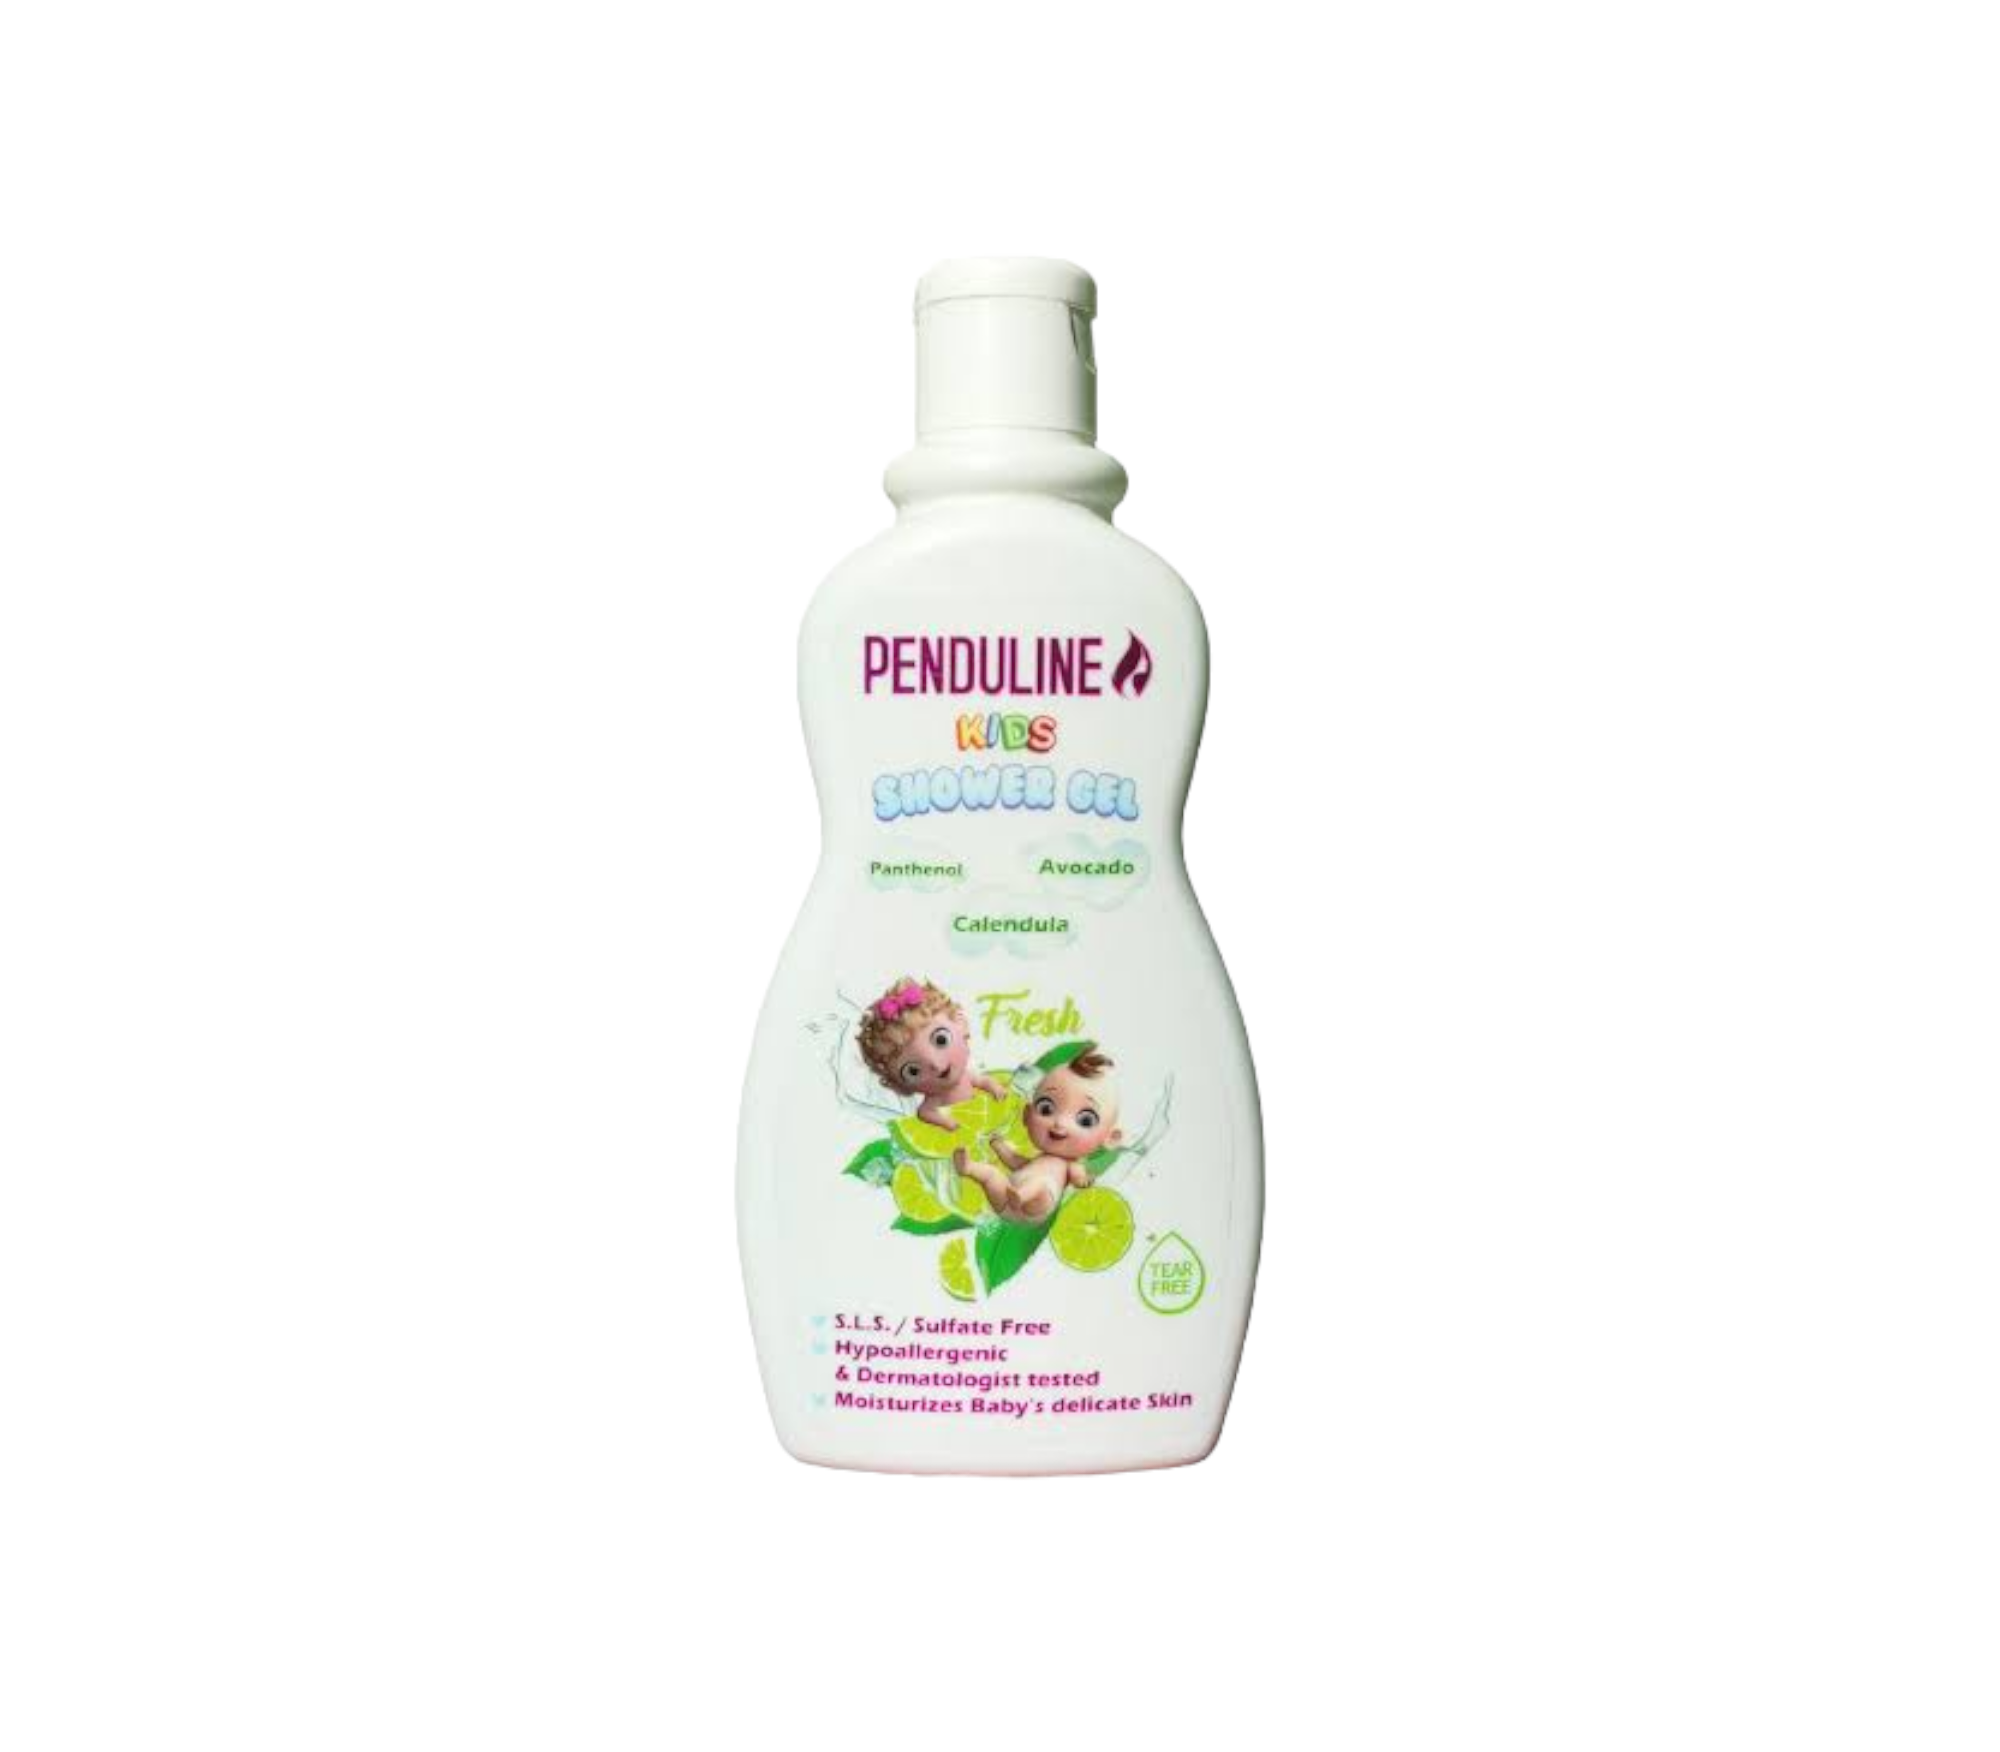 PENDULINE
KIDS
SHOWER GEL
Panthenol
Avocado
Calendula
Fresh
TEAR
FREE
S.L.S. / Sulfate Free
Hypoallergenic
& Dermatologist tested
Moisturizes Baby's delicate Skin